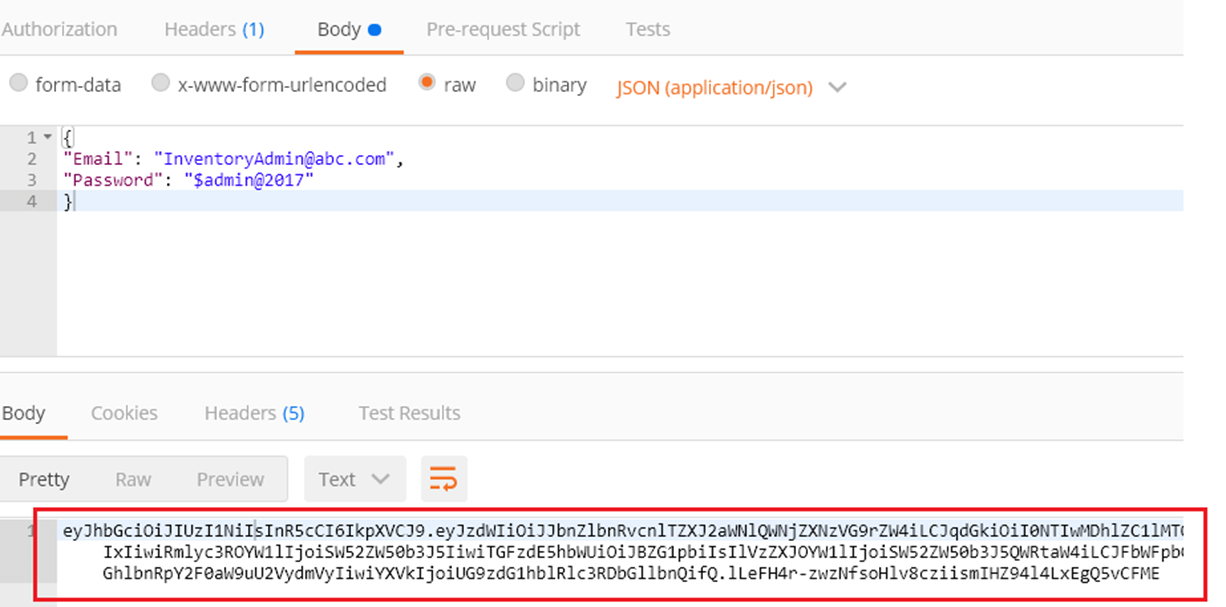 Authorization Headers (1) Body Pre-request Script Tests
form-data x-www-form-urlencoded raw binary JSON (application/json)
1 {
2 "Email": "InventoryAdmin@abc.com",
3 "Password": "$admin@2017"
4 }
Body Cookies Headers (5) Test Results
Pretty Raw Preview Text
1 eyJhbGciOiJIUzI1NiIsInR5cCI6IkpXVCJ9.eyJzdWIiOiJJbnZlbnRvcnlTZXJ2aWNlQWNjZXNzVG9rZW4iLCJqdGkiOiI0NTIwMDhlZC1lMT
IxIiwiRmlyc3ROYW1lIjoiSW52ZW50b3J5IiwiTGFzdE5hbWUiOiJBZG1pbiIsIlVzZXJOYW1lIjoiSW52ZW50b3J5QWRtaW4iLCJFbWFpb
GhlbnRpY2F0aW9uU2VydmVyIiwiYXVkIjoiUG9zdG1hblRlc3RDbGllbnQifQ.lLeFH4r-zwzNfsoHlv8cziismIHZ94l4LxEgQ5vCFME